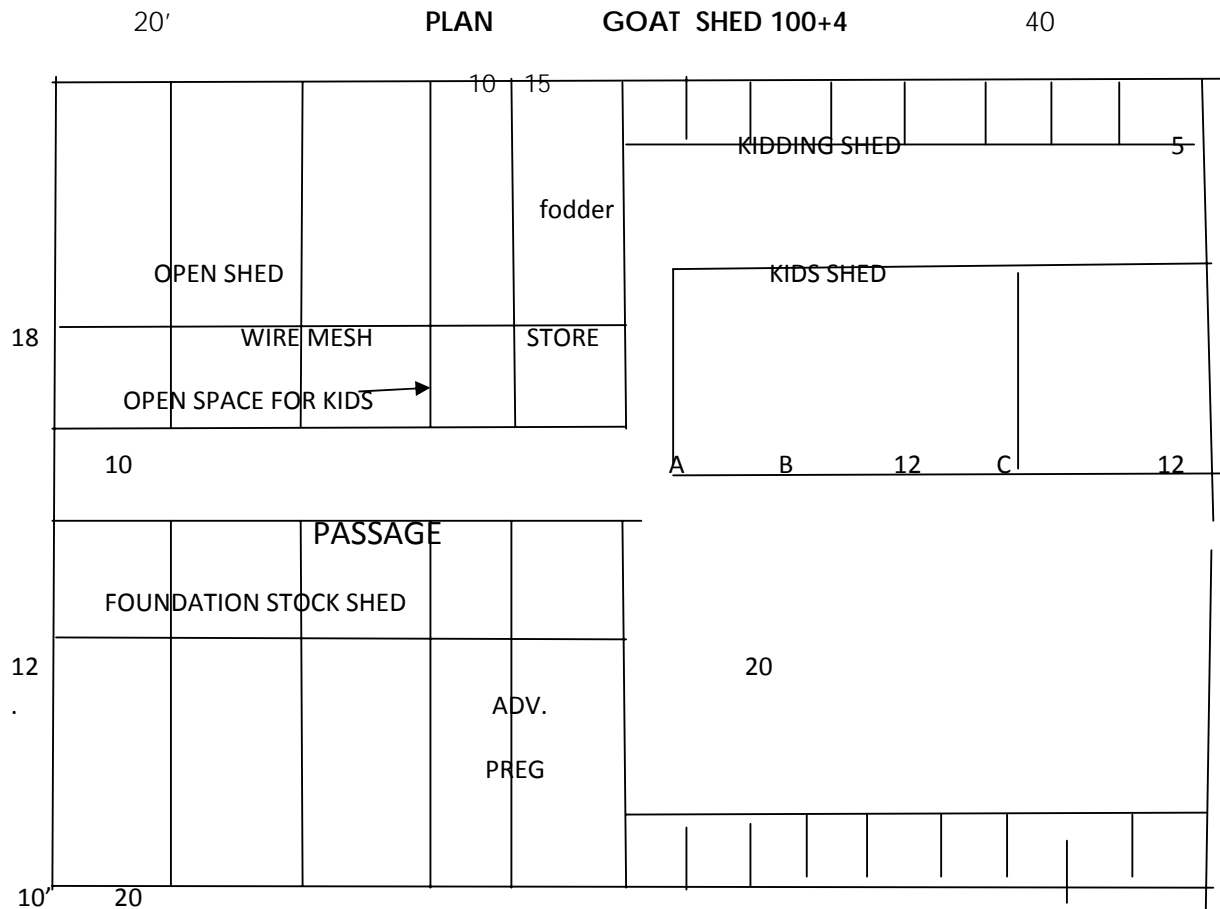 20’ PLAN GOAT SHED 100+4 40
10 15
KIDDING SHED 5
fodder
OPEN SHED KIDS SHED
18 WIRE MESH STORE
OPEN SPACE FOR KIDS
10 A B 12 C 12
PASSAGE
FOUNDATION STOCK SHED
12 20
. ADV.
PREG
10’ 20